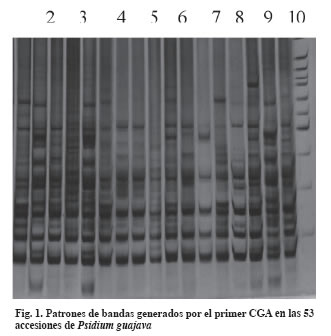 2 3 4 5 6 7 8 9 10
Fig. 1. Patrones de bandas generados por el primer CGA en las 53
accesiones de Psidium guajava